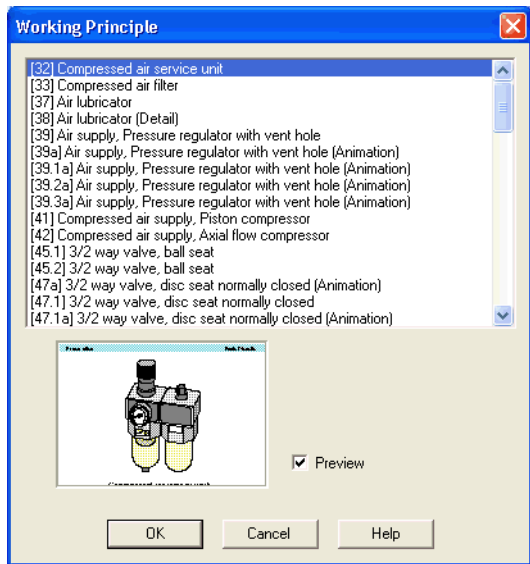 Working Principle
[32] Compressed air service unit
[33] Compressed air filter
[37] Air lubricator
[38] Air lubricator (Detail)
[39] Air supply, Pressure regulator with vent hole
[39a] Air supply, Pressure regulator with vent hole (Animation)
[39.1a] Air supply, Pressure regulator with vent hole (Animation)
[39.2a] Air supply, Pressure regulator with vent hole (Animation)
[39.3a] Air supply, Pressure regulator with vent hole (Animation)
[41] Compressed air supply, Piston compressor
[42] Compressed air supply, Axial flow compressor
[45.1] 3/2 way valve, ball seat
[45.2] 3/2 way valve, ball seat
[47a] 3/2 way valve, disc seat normally closed (Animation)
[47.1] 3/2 way valve, disc seat normally closed
[47.1a] 3/2 way valve, disc seat normally closed (Animation)
Preview
OK
Cancel
Help